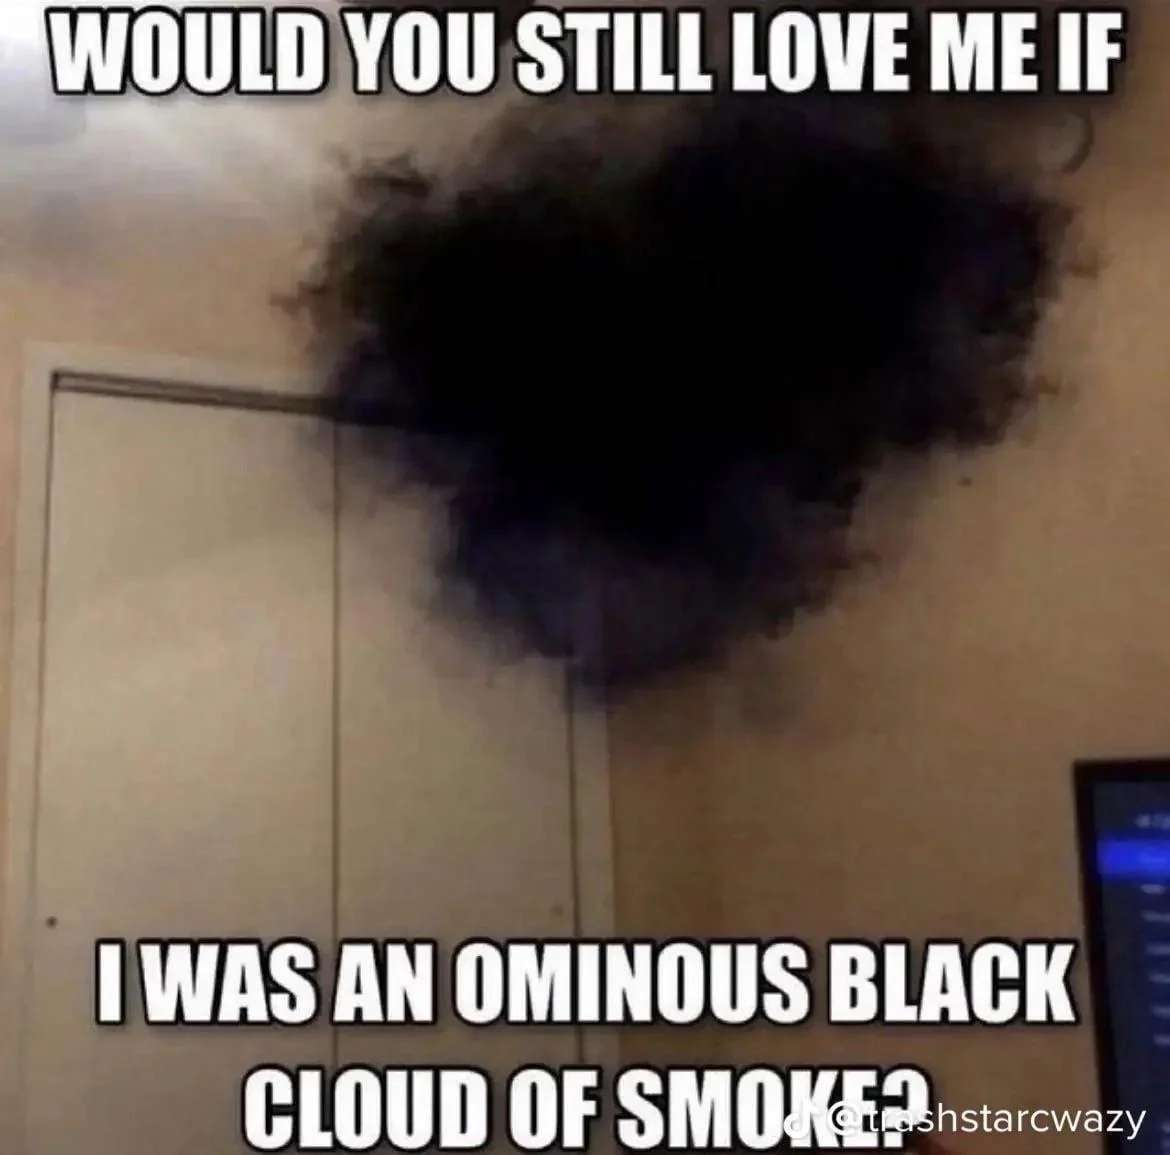 WOULD YOU STILL LOVE ME IF
I WAS AN OMINOUS BLACK
CLOUD OF SMOKE?
@trashstarcwazy